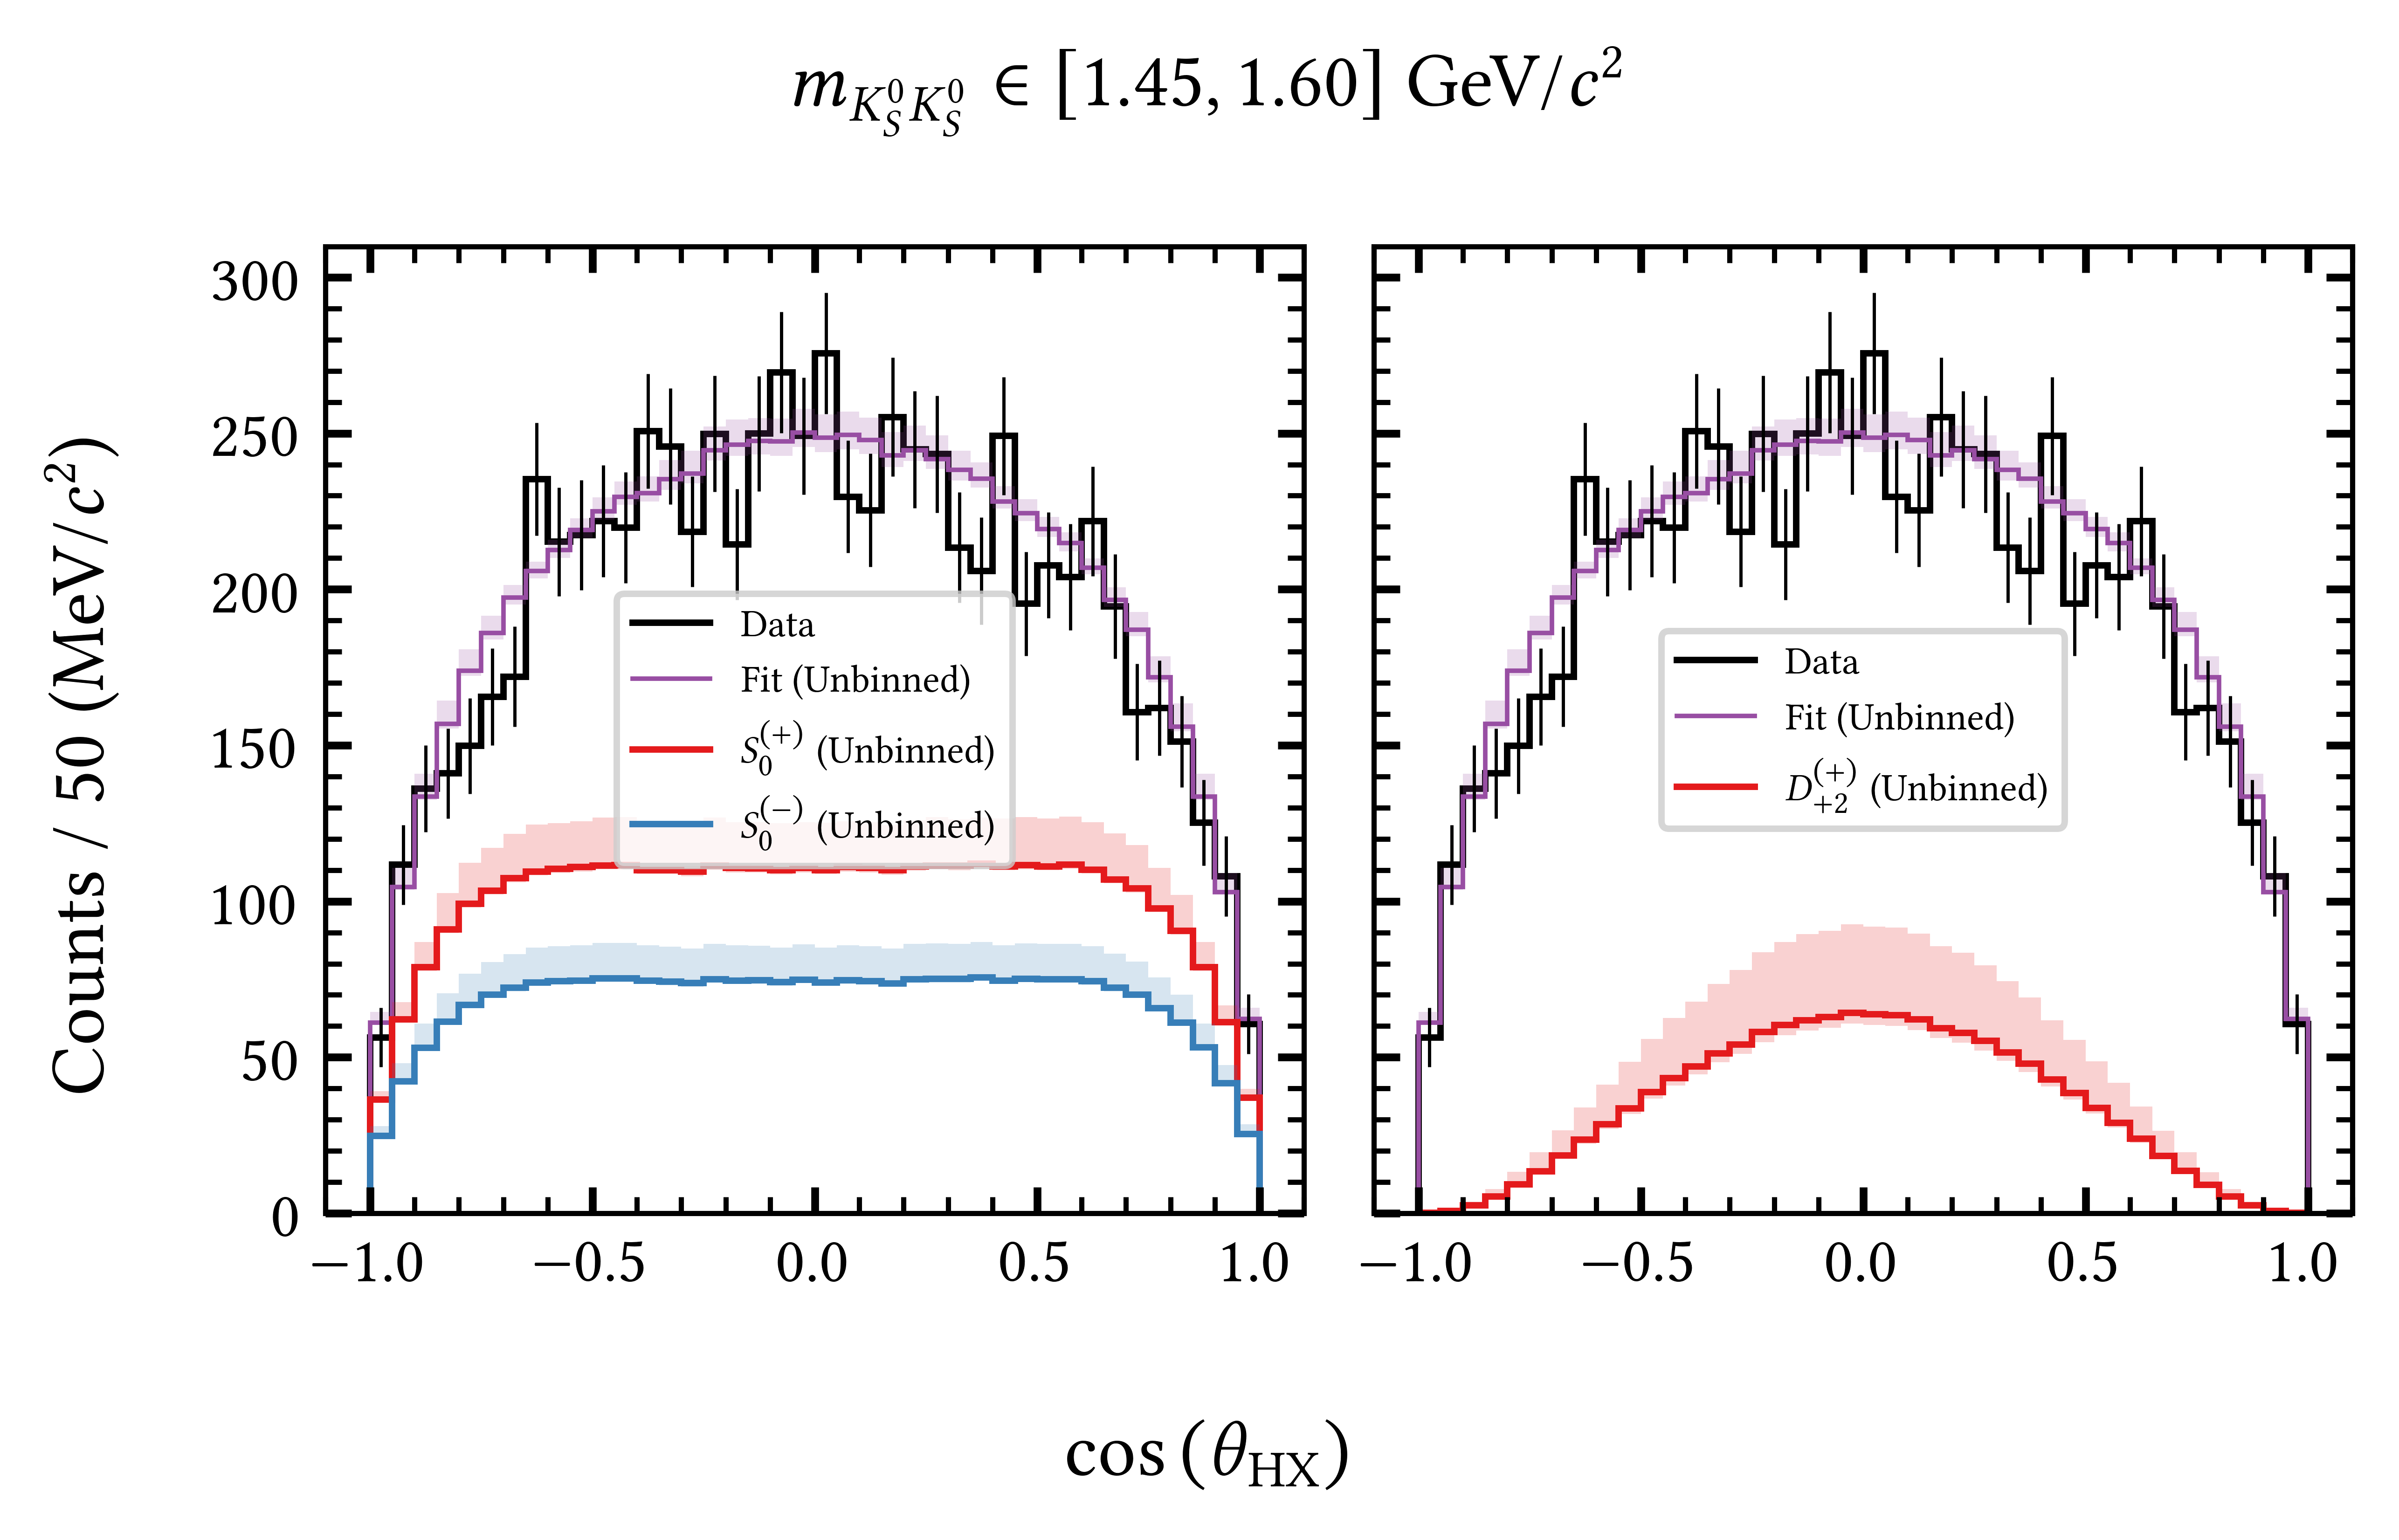 m_{K_S^0 K_S^0} ∈ [1.45, 1.60] GeV/c²
Counts / 50 (MeV/c²)
300
250
200
150
100
50
0
Data
Fit (Unbinned)
S_0^{(+)} (Unbinned)
S_0^{(−)} (Unbinned)
−1.0 −0.5 0.0 0.5 1.0
Data
Fit (Unbinned)
D_{+2}^{(+)} (Unbinned)
−1.0 −0.5 0.0 0.5 1.0
cos (θ_{HX})